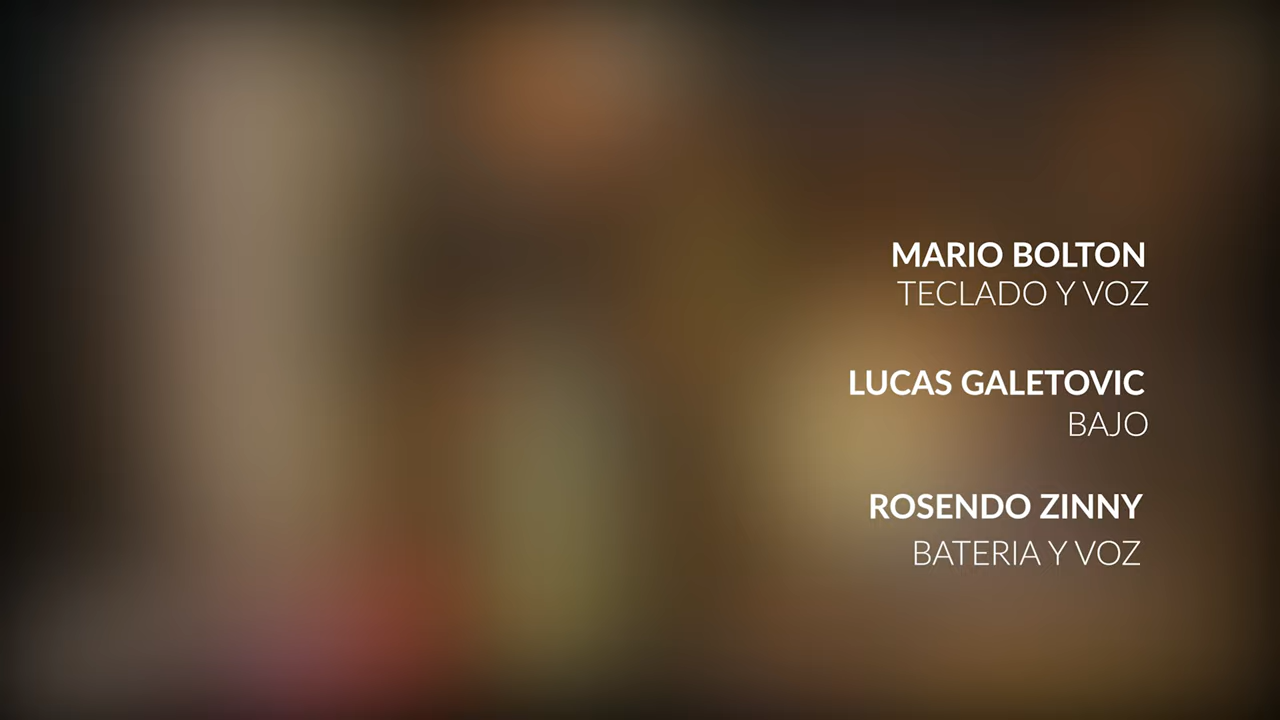 MARIO BOLTON
TECLADO Y VOZ
LUCAS GALETOVIC
BAJO
ROSENDO ZINNY
BATERIA Y VOZ